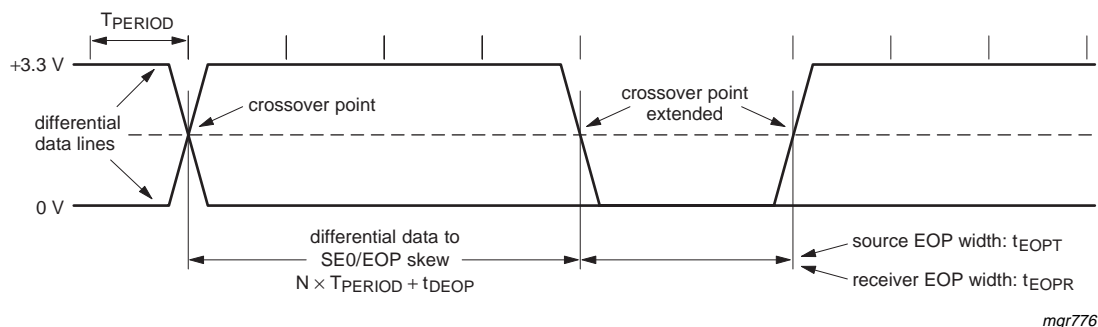 TPERIOD
+3.3 V
crossover point
crossover point
extended
differential
data lines
0 V
differential data to
SE0/EOP skew
N × TPERIOD + tDEOP
source EOP width: tEOPT
receiver EOP width: tEOPR
mgr776